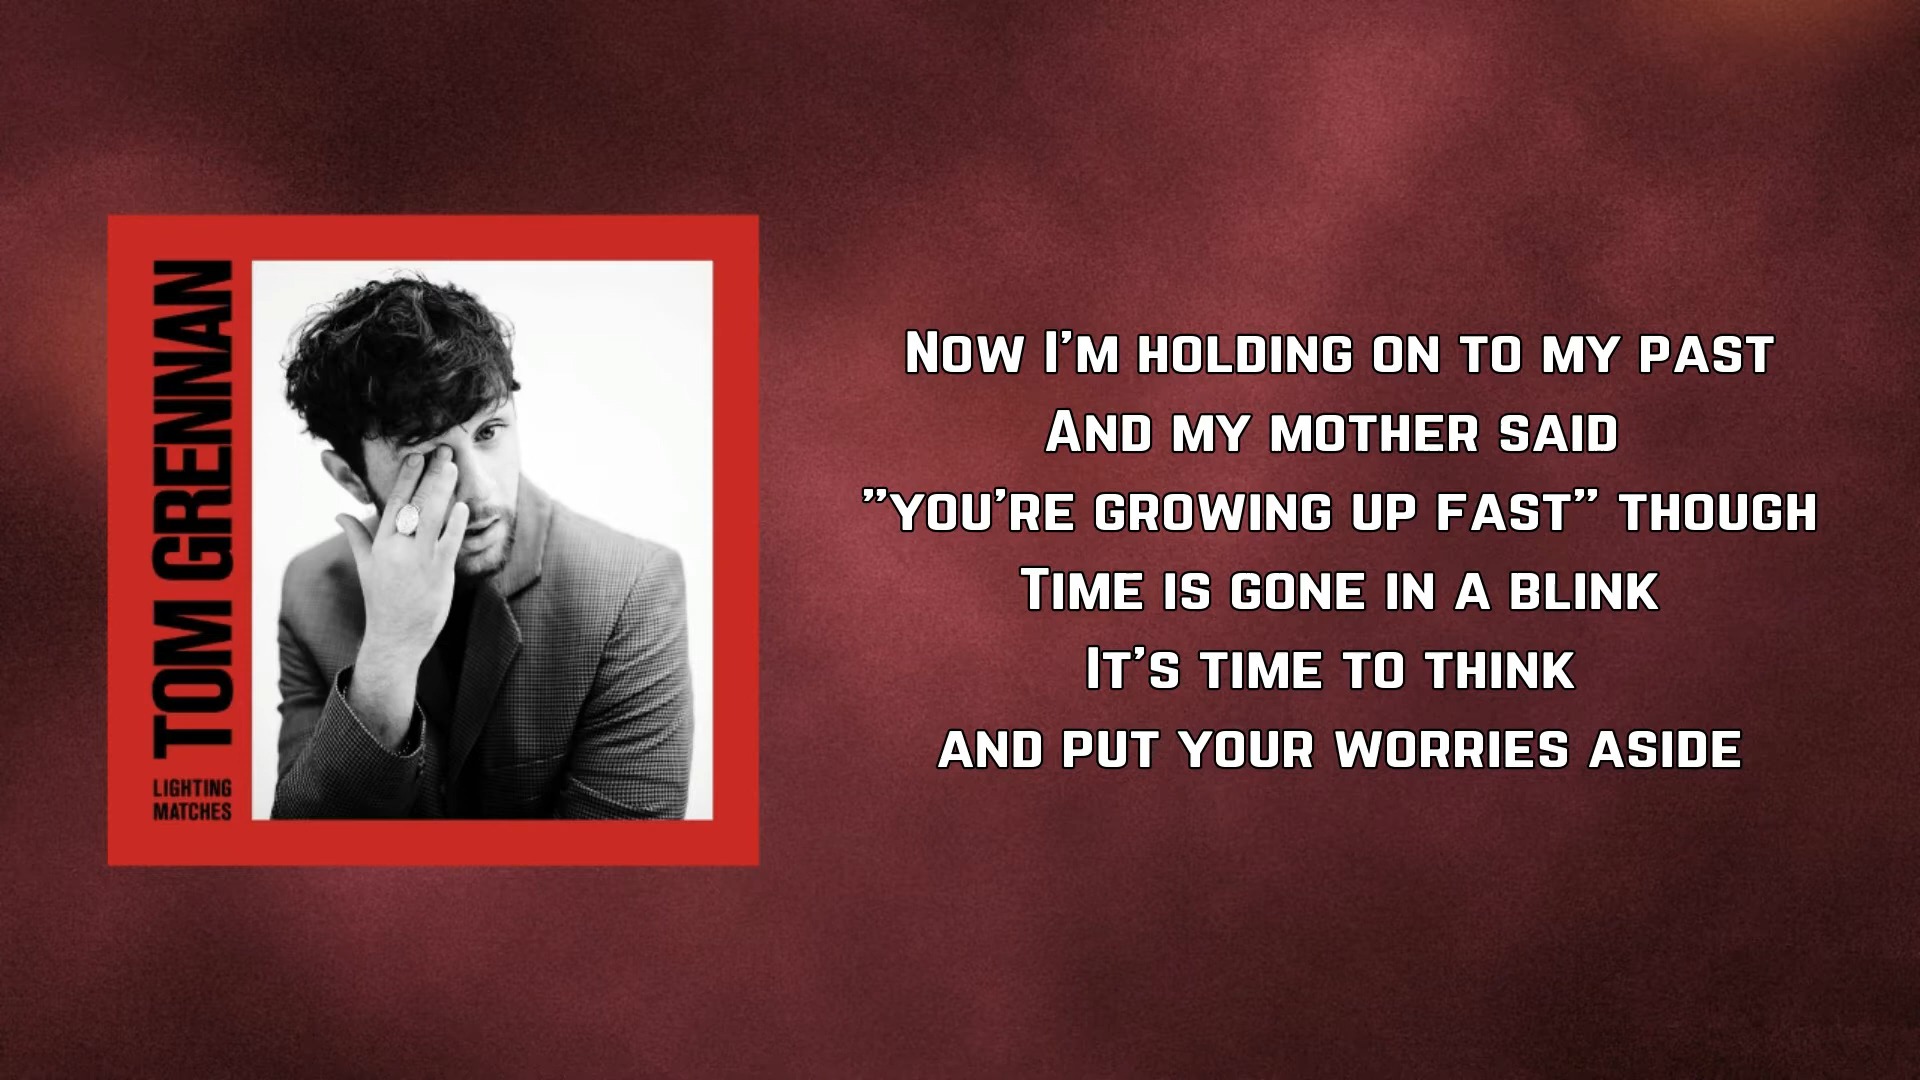 TOM GRENNAN
LIGHTING
MATCHES
Now I'm holding on to my past
And my mother said
"you're growing up fast" though
Time is gone in a blink
It's time to think
and put your worries aside